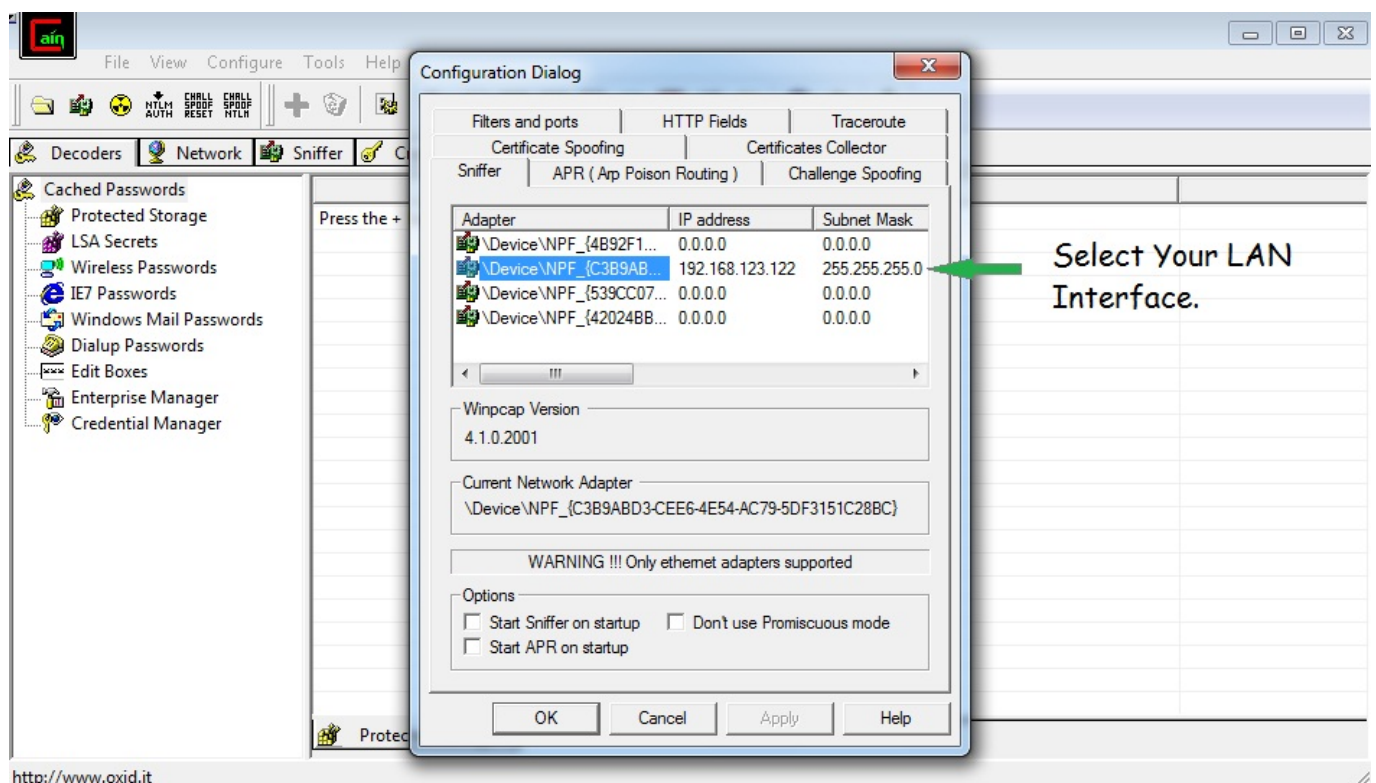 Cain
File View Configure Tools Help
NTLM AUTH CHALL SPOOF RESET CHALL SPOOF NTLM
Decoders Network Sniffer
Cached Passwords
Protected Storage
LSA Secrets
Wireless Passwords
IE7 Passwords
Windows Mail Passwords
Dialup Passwords
Edit Boxes
Enterprise Manager
Credential Manager
Press the +
Configuration Dialog
Filters and ports HTTP Fields Traceroute
Certificate Spoofing Certificates Collector
Sniffer APR ( Arp Poison Routing ) Challenge Spoofing
Adapter IP address Subnet Mask
\Device\NPF_{4B92F1... 0.0.0.0 0.0.0.0
\Device\NPF_{C3B9AB... 192.168.123.122 255.255.255.0
\Device\NPF_{539CC07... 0.0.0.0 0.0.0.0
\Device\NPF_{42024BB... 0.0.0.0 0.0.0.0
Winpcap Version
4.1.0.2001
Current Network Adapter
\Device\NPF_{C3B9ABD3-CEE6-4E54-AC79-5DF3151C28BC}
WARNING !!! Only ethernet adapters supported
Options
Start Sniffer on startup Don't use Promiscuous mode
Start APR on startup
OK Cancel Apply Help
Select Your LAN
Interface.
http://www.oxid.it